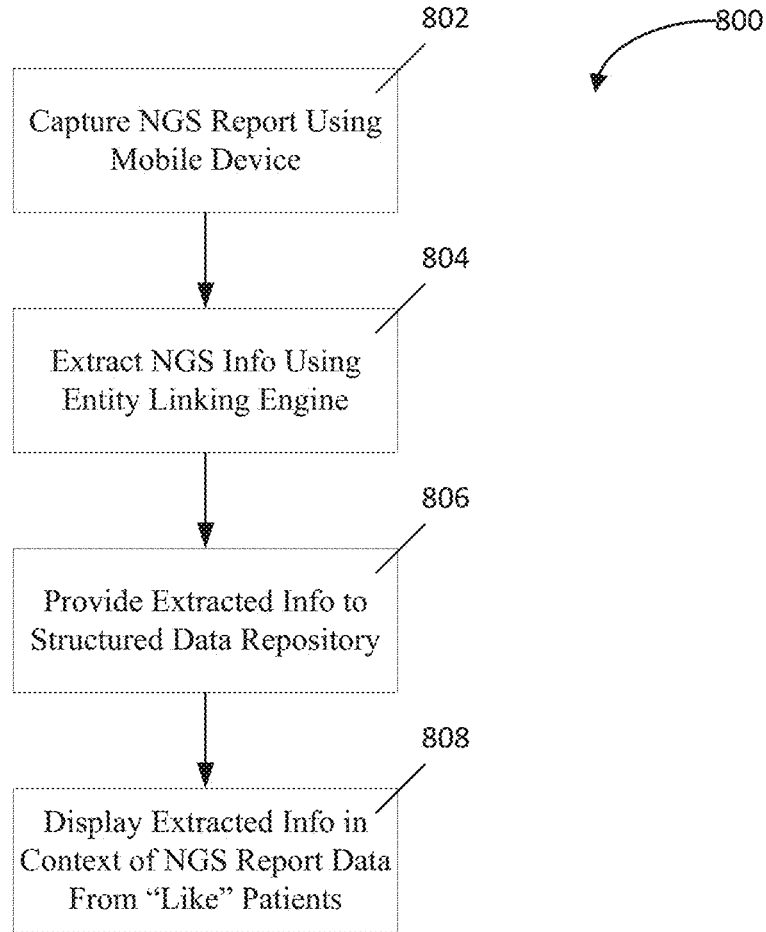 802
800
Capture NGS Report Using
Mobile Device
804
Extract NGS Info Using
Entity Linking Engine
806
Provide Extracted Info to
Structured Data Repository
808
Display Extracted Info in
Context of NGS Report Data
From “Like” Patients